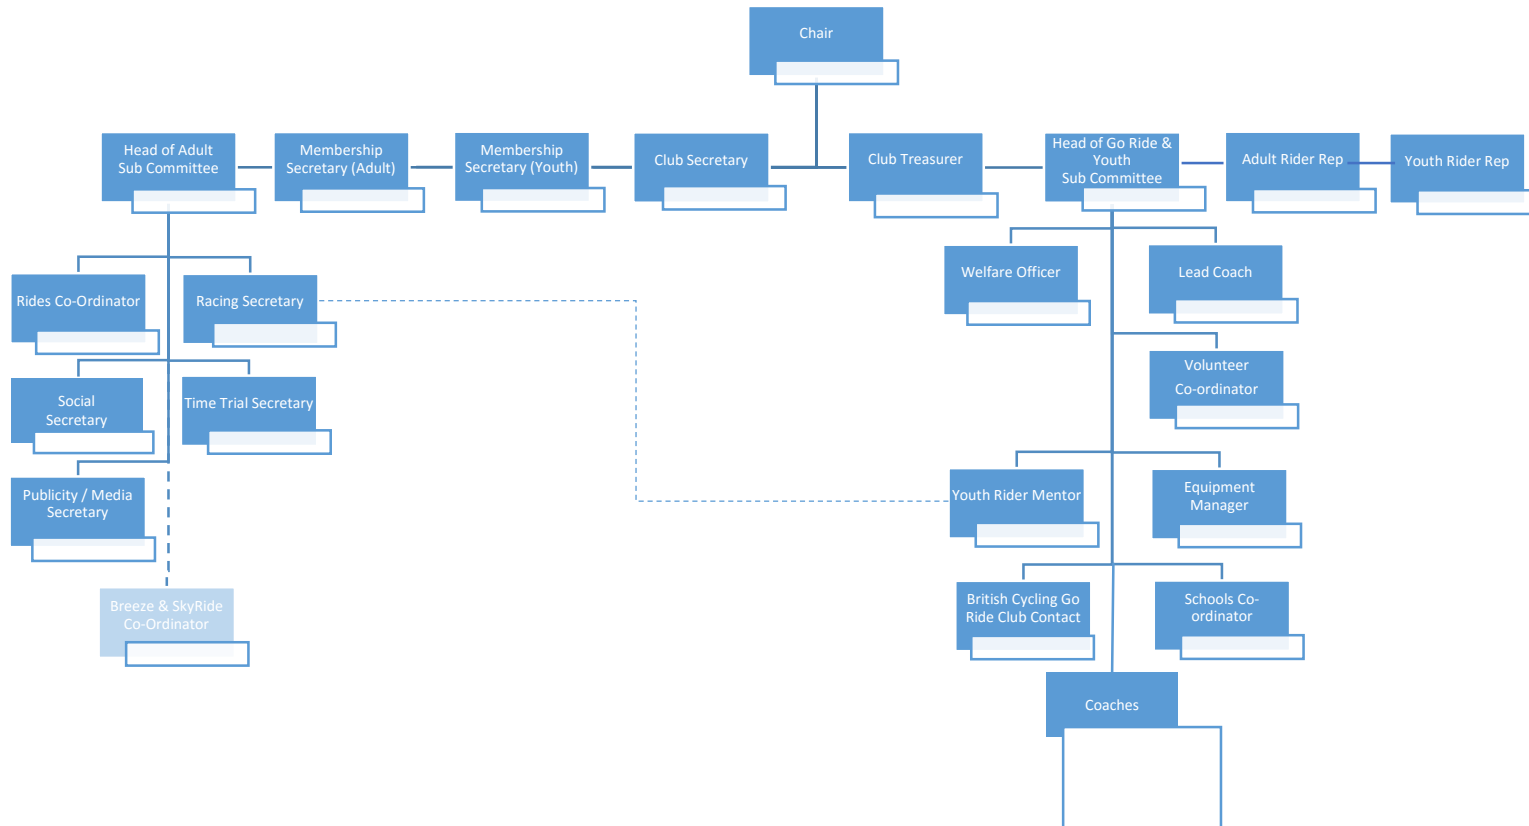 Chair
Head of Adult
Sub Committee
Membership
Secretary (Adult)
Membership
Secretary (Youth)
Club Secretary
Club Treasurer
Head of Go Ride &
Youth
Sub Committee
Adult Rider Rep
Youth Rider Rep
Rides Co-Ordinator
Racing Secretary
Welfare Officer
Lead Coach
Social
Secretary
Time Trial Secretary
Volunteer
Co-ordinator
Publicity / Media
Secretary
Youth Rider Mentor
Equipment
Manager
Breeze & SkyRide
Co-Ordinator
British Cycling Go
Ride Club Contact
Schools Co-
ordinator
Coaches